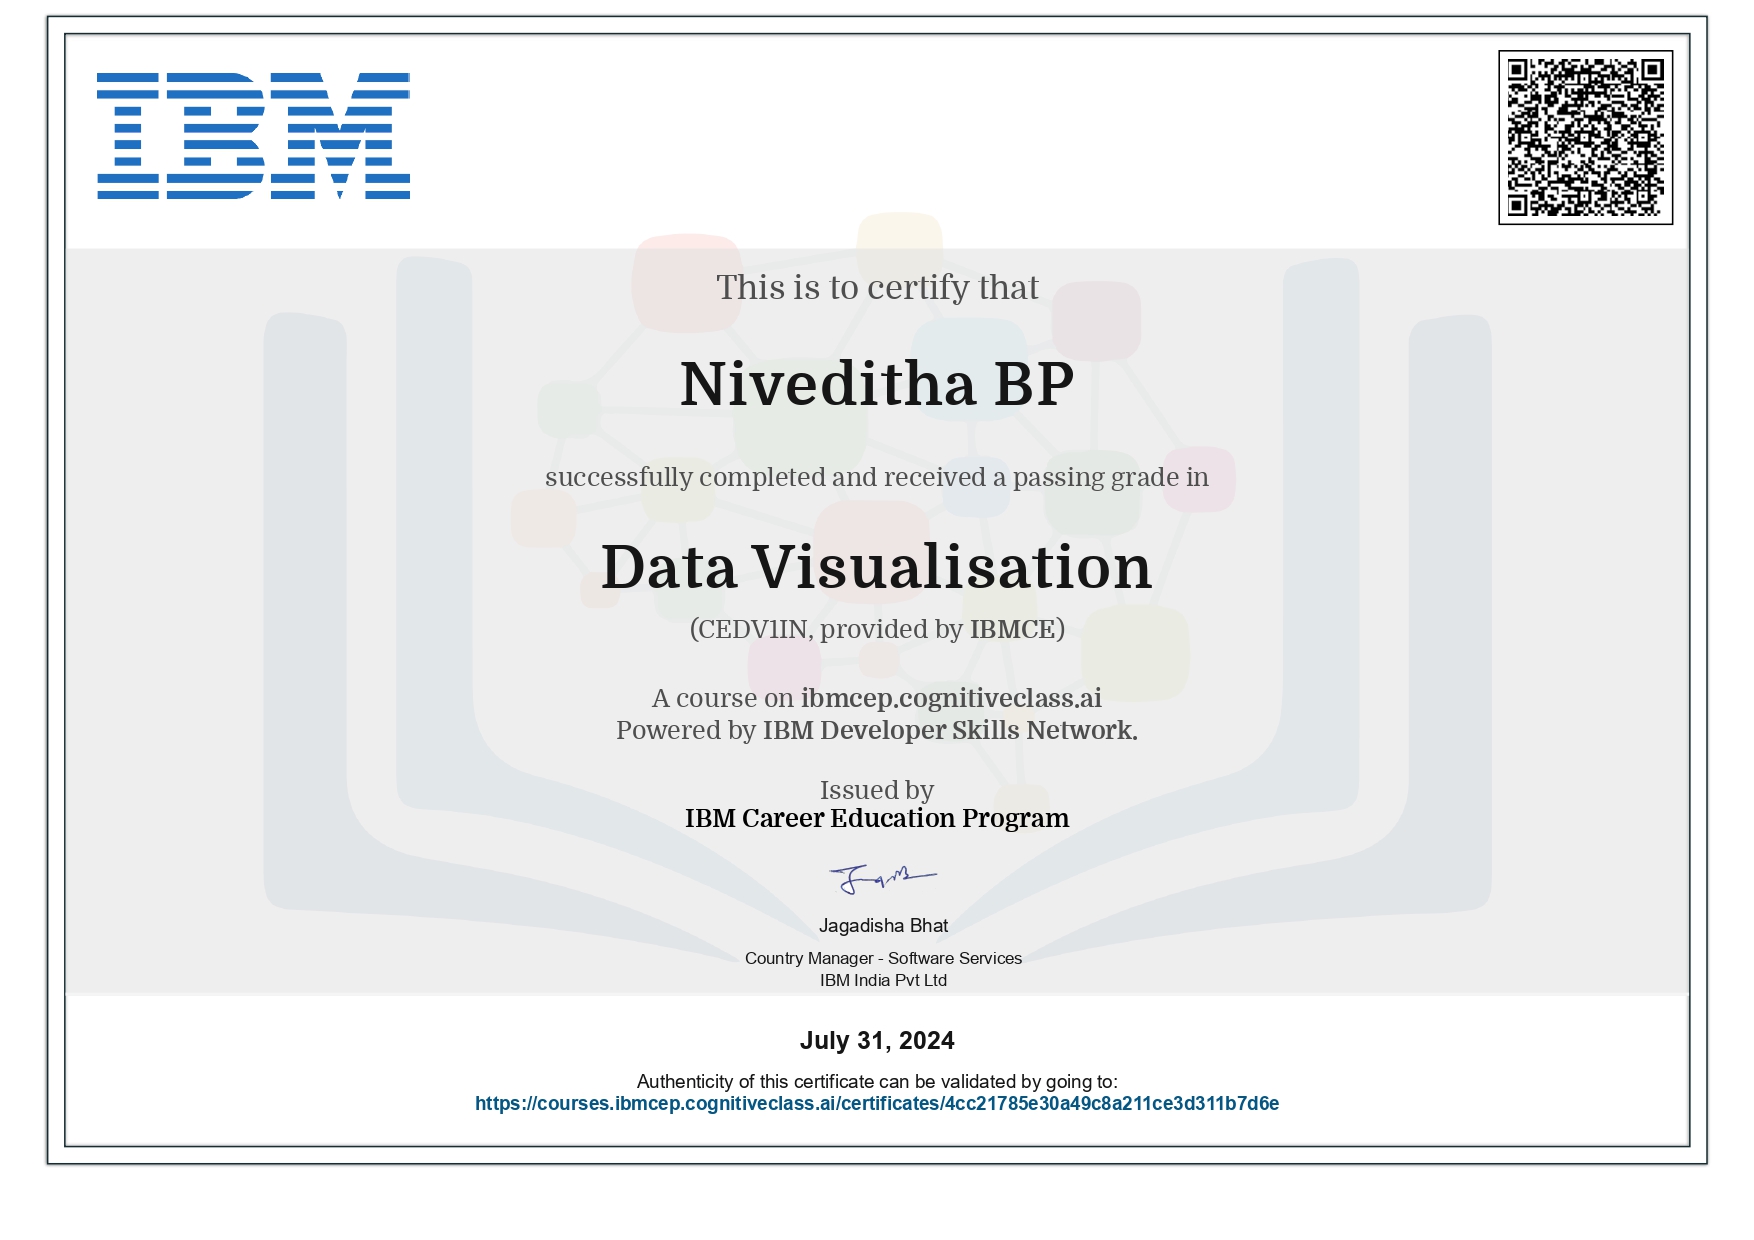 IBM
This is to certify that
Niveditha BP
successfully completed and received a passing grade in
Data Visualisation
(CEDV1IN, provided by IBMCE)
A course on ibmcep.cognitiveclass.ai
Powered by IBM Developer Skills Network.
Issued by
IBM Career Education Program
Jagadisha Bhat
Country Manager - Software Services
IBM India Pvt Ltd
July 31, 2024
Authenticity of this certificate can be validated by going to:
https://courses.ibmcep.cognitiveclass.ai/certificates/4cc21785e30a49c8a211ce3d311b7d6e